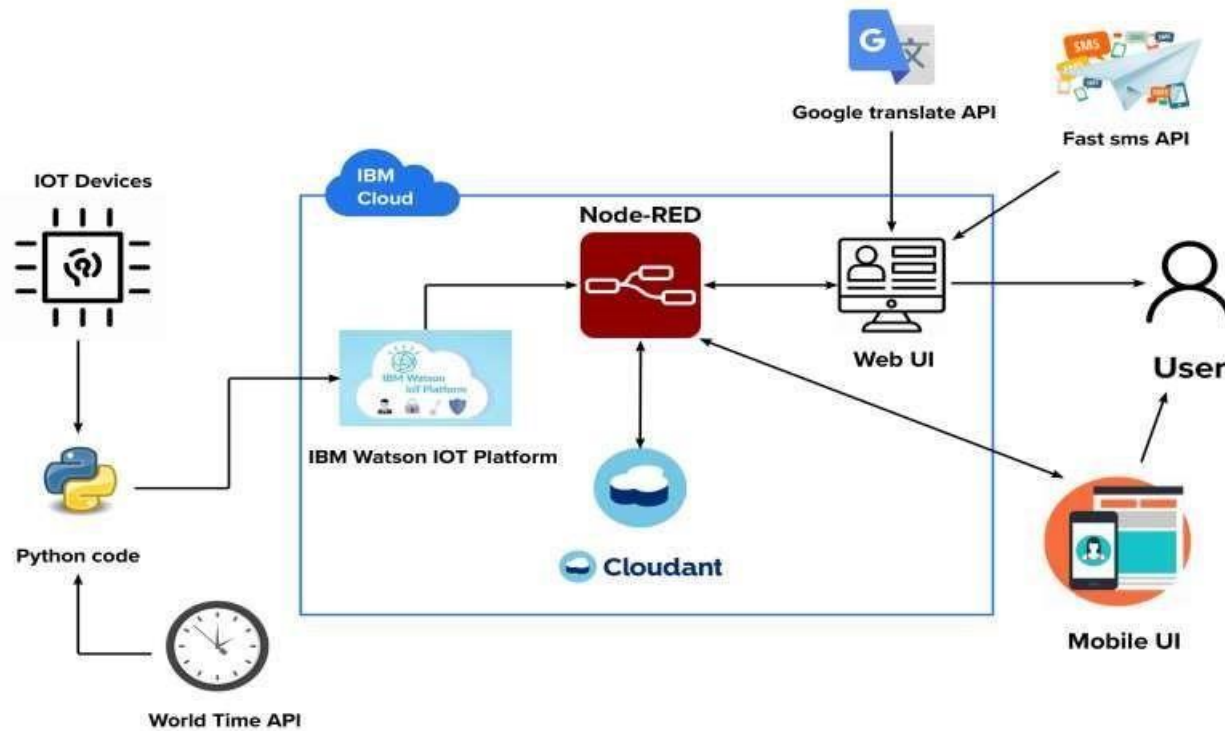 G
Google translate API
SMS
Fast sms API
IOT Devices
IBM
Cloud
Node-RED
Web UI
User
IBM Watson
IoT Platform
IBM Watson IOT Platform
Python code
Cloudant
Mobile UI
World Time API